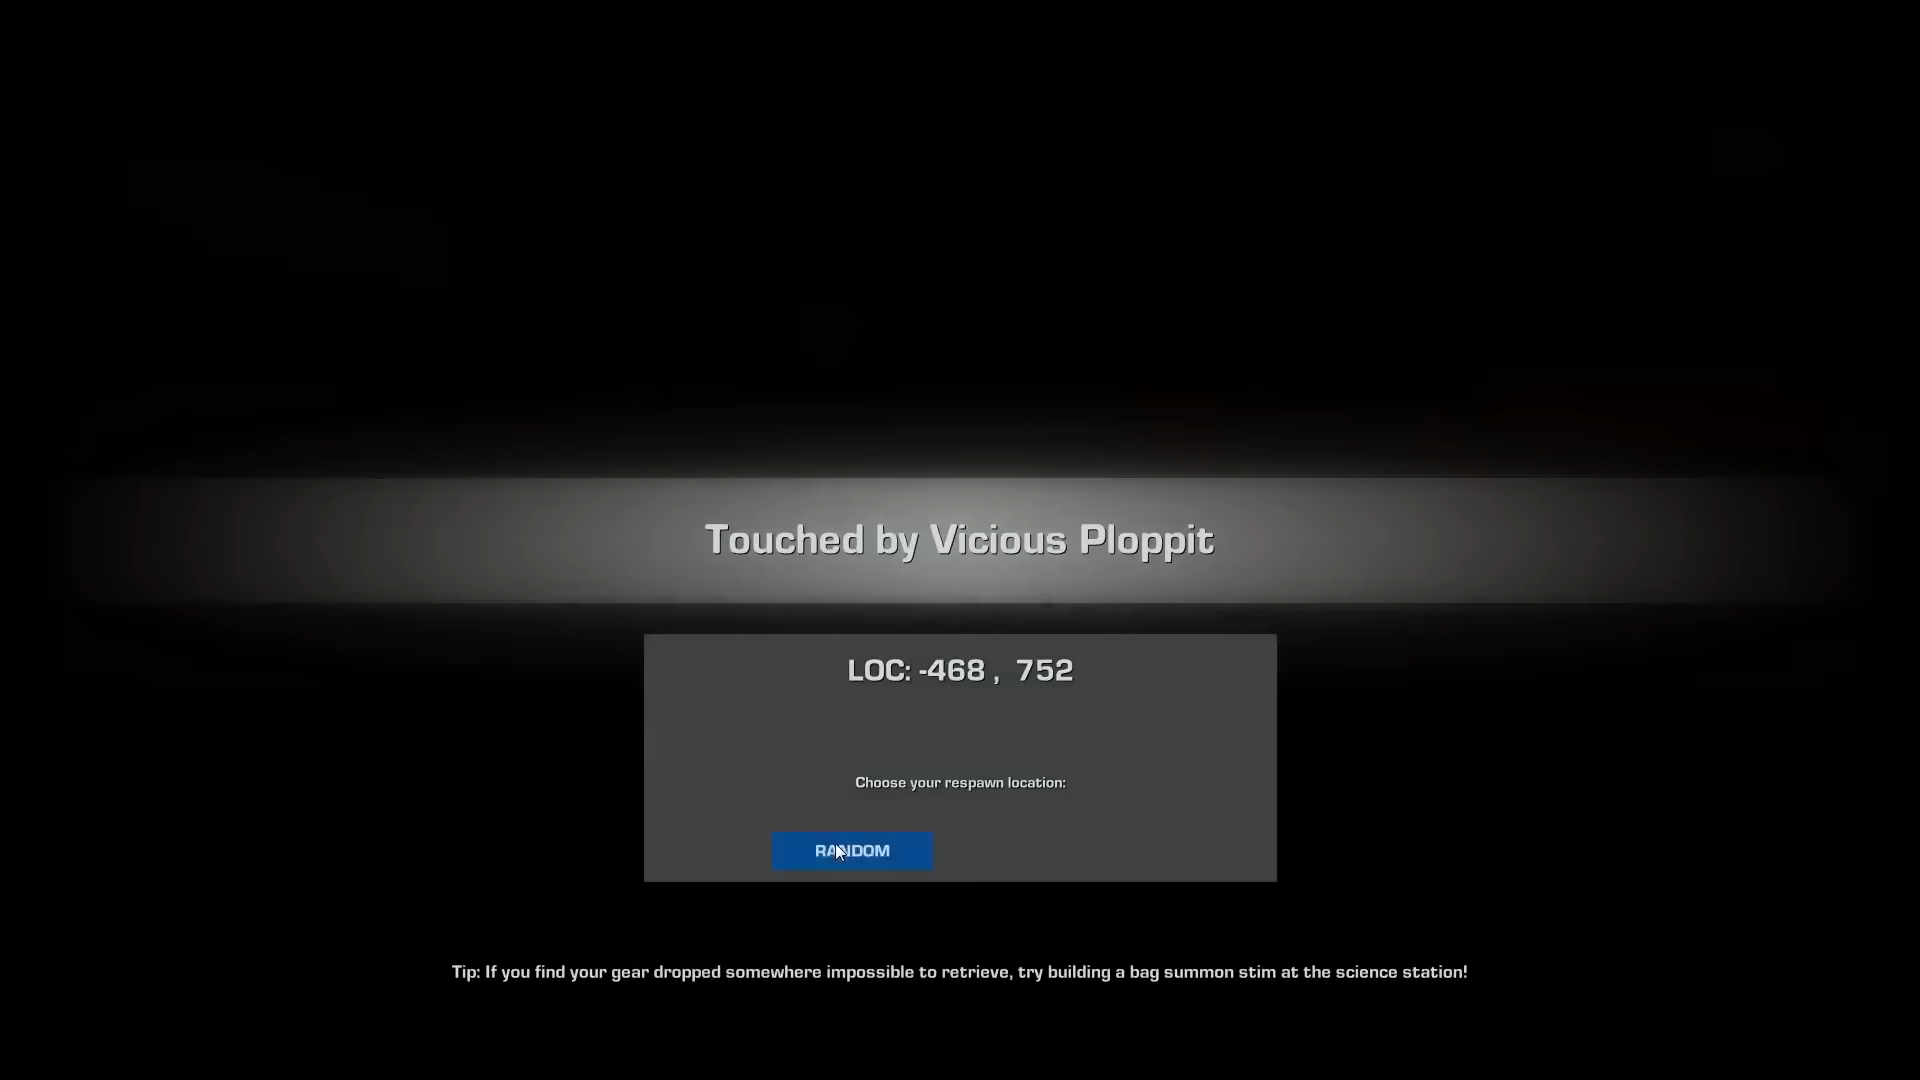 Touched by Vicious Ploppit
LOC: -468 , 752
Choose your respawn location:
RANDOM
Tip: If you find your gear dropped somewhere impossible to retrieve, try building a bag summon stim at the science station!